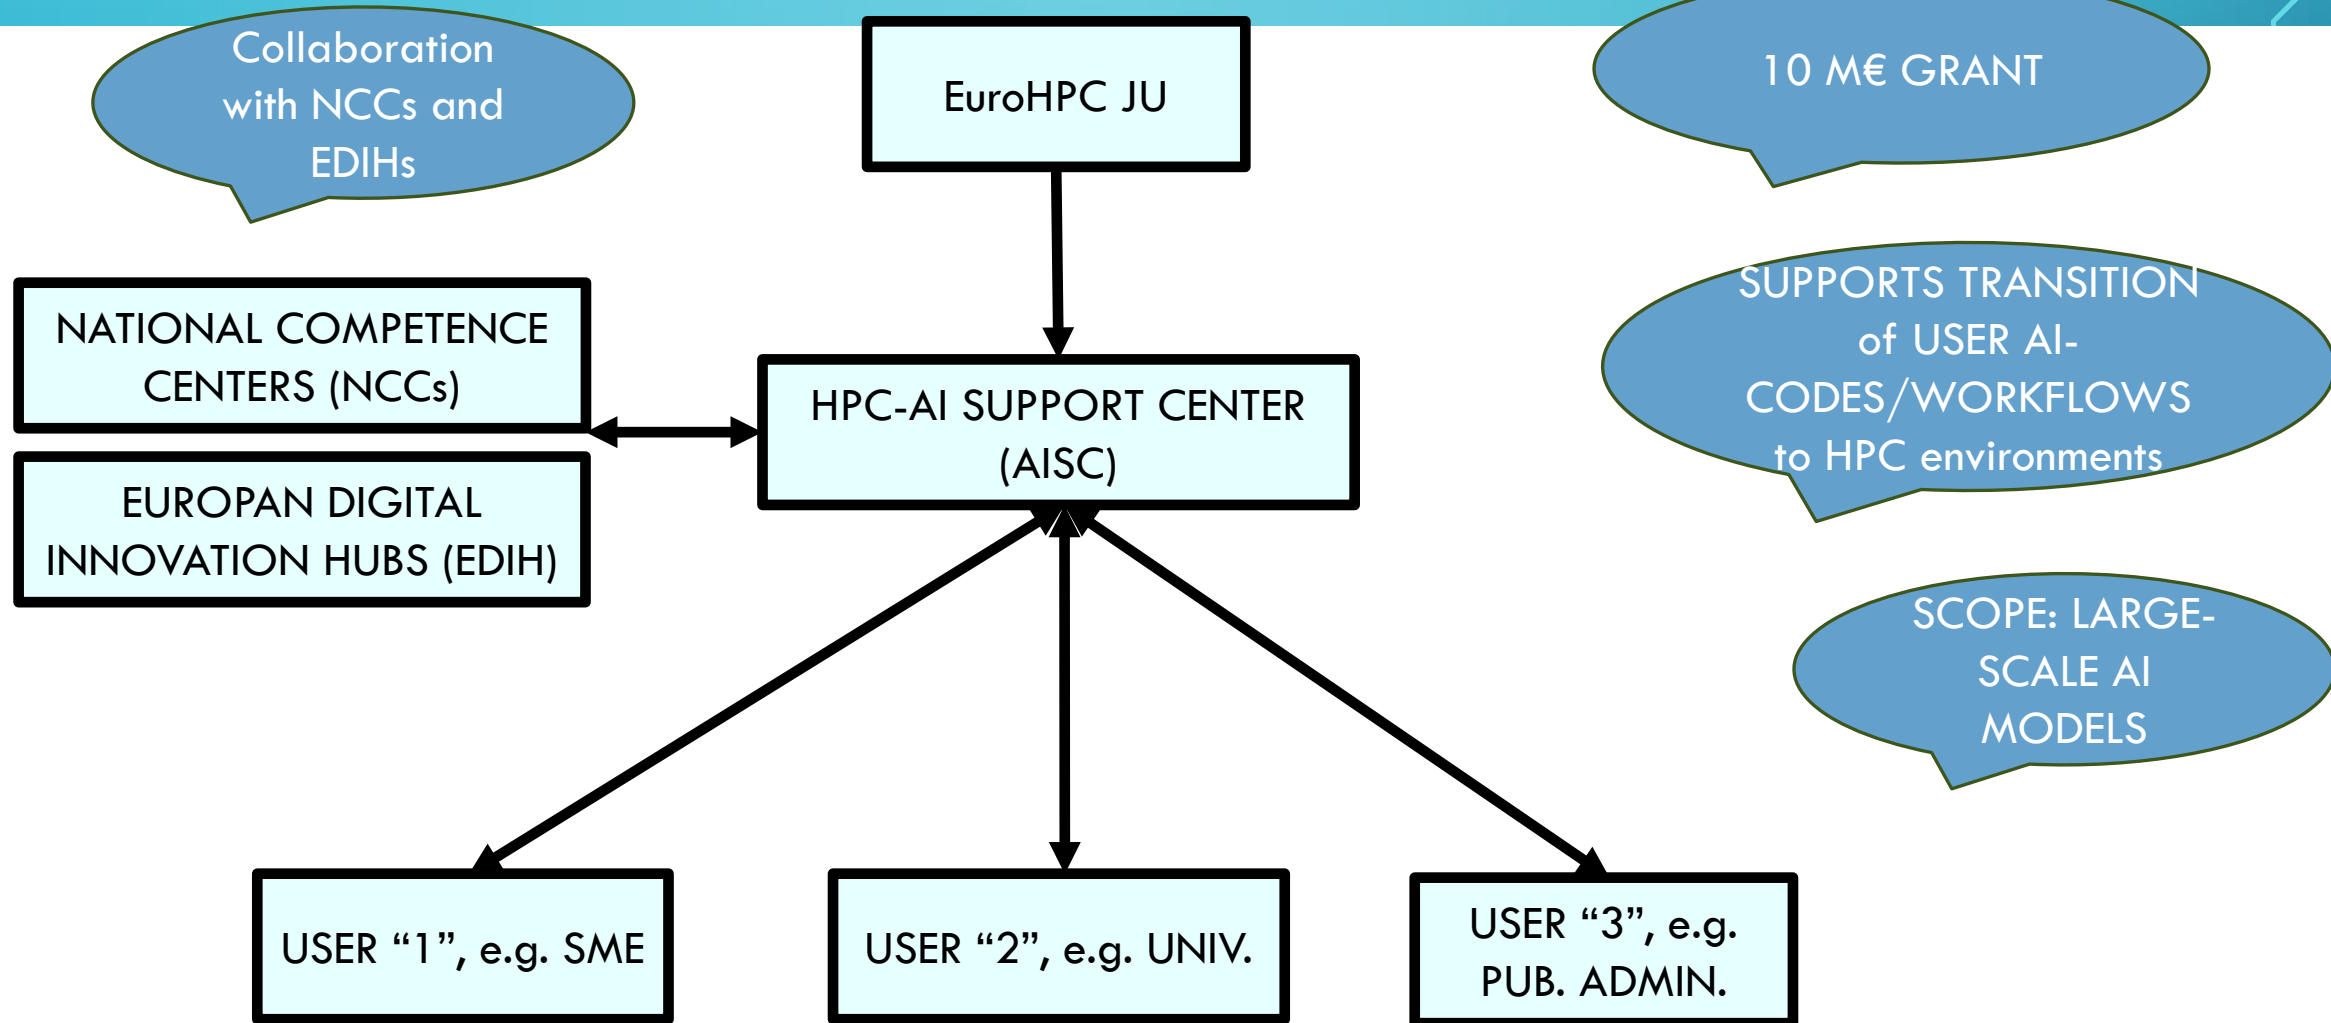 Collaboration
with NCCs and
EDIHs
EuroHPC JU
10 M€ GRANT
NATIONAL COMPETENCE
CENTERS (NCCs)
EUROPAN DIGITAL
INNOVATION HUBS (EDIH)
HPC-AI SUPPORT CENTER
(AISC)
SUPPORTS TRANSITION
of USER AI-
CODES/WORKFLOWS
to HPC environments
SCOPE: LARGE-
SCALE AI
MODELS
USER “1”, e.g. SME
USER “2”, e.g. UNIV.
USER “3”, e.g.
PUB. ADMIN.